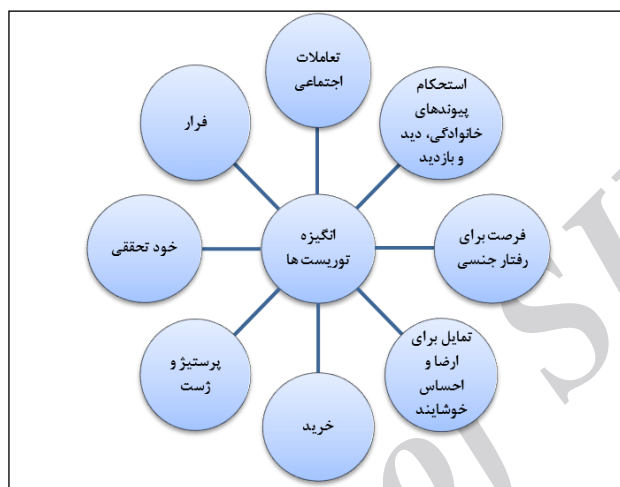 تعاملات
اجتماعی
استحکام
پیوندهای
خانوادگی، دید
و بازدید
فرار
انگیزه
توریست ها
فرصت برای
رفتار جنسی
خود تحققی
تمایل برای
ارضا و
احساس
خوشایند
پرستیژ و
ژست
خرید